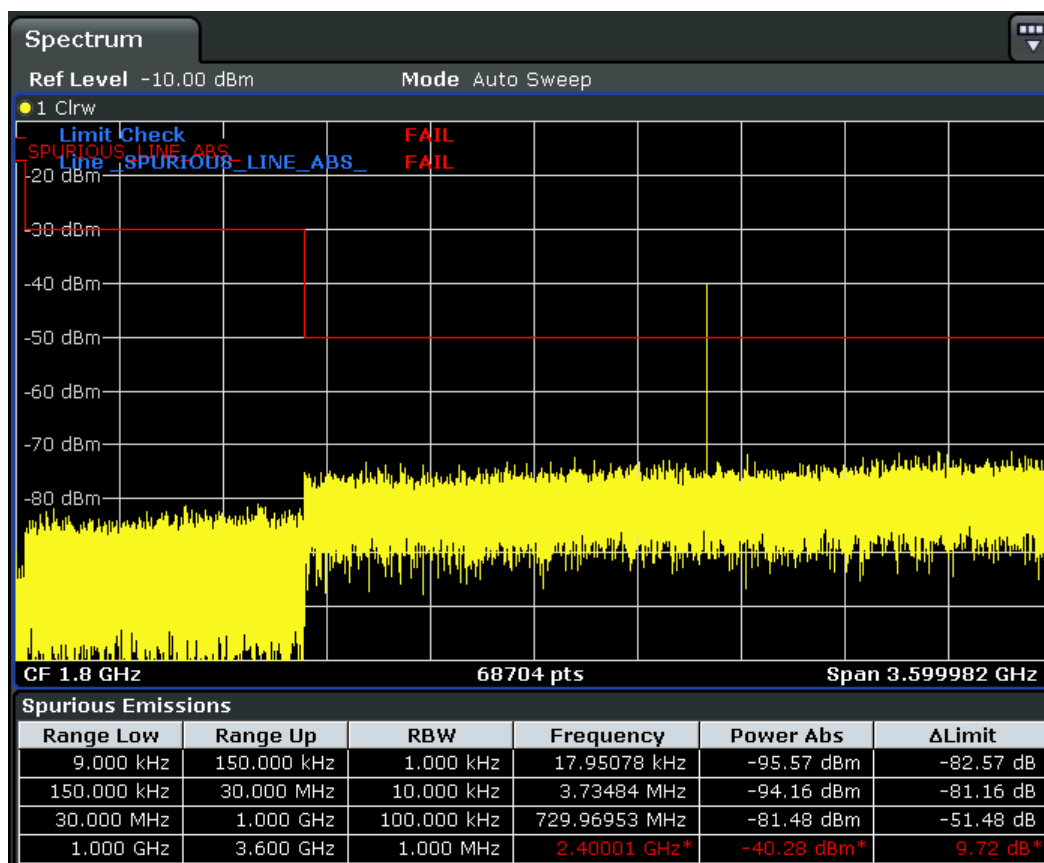 Spectrum
Ref Level -10.00 dBm Mode Auto Sweep
1 Clrw
Limit Check FAIL
_SPURIOUS_LINE_ABS_
Line _SPURIOUS_LINE_ABS_ FAIL
-20 dBm
-30 dBm
-40 dBm
-50 dBm
-60 dBm
-70 dBm
-80 dBm
CF 1.8 GHz 68704 pts Span 3.599982 GHz
Spurious Emissions
Range Low Range Up RBW Frequency Power Abs ΔLimit
9.000 kHz 150.000 kHz 1.000 kHz 17.95078 kHz -95.57 dBm -82.57 dB
150.000 kHz 30.000 MHz 10.000 kHz 3.73484 MHz -94.16 dBm -81.16 dB
30.000 MHz 1.000 GHz 100.000 kHz 729.96953 MHz -81.48 dBm -51.48 dB
1.000 GHz 3.600 GHz 1.000 MHz 2.40001 GHz* -40.28 dBm* 9.72 dB*